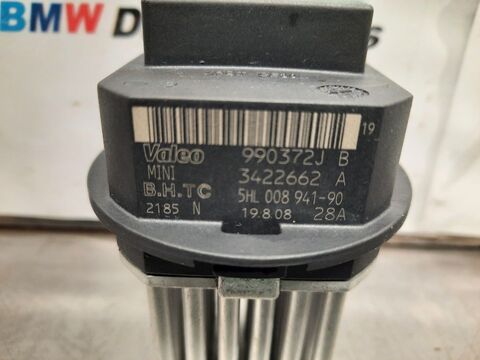 BMW D
19
Valeo 990372J B
MINI 3422662 A
B.H.TC 5HL 008 941-90
2185 N 19.8.08. 28A